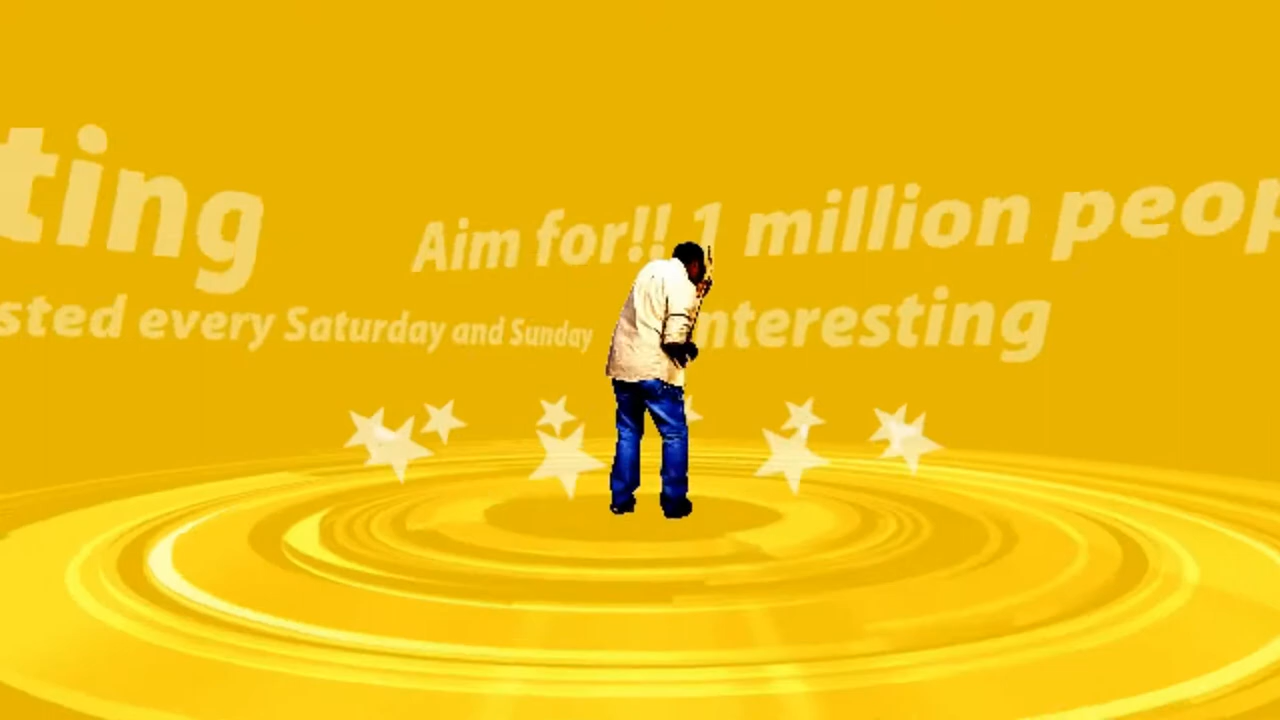 ting
Aim for!! 1 million peop
sted every Saturday and Sunday
nteresting